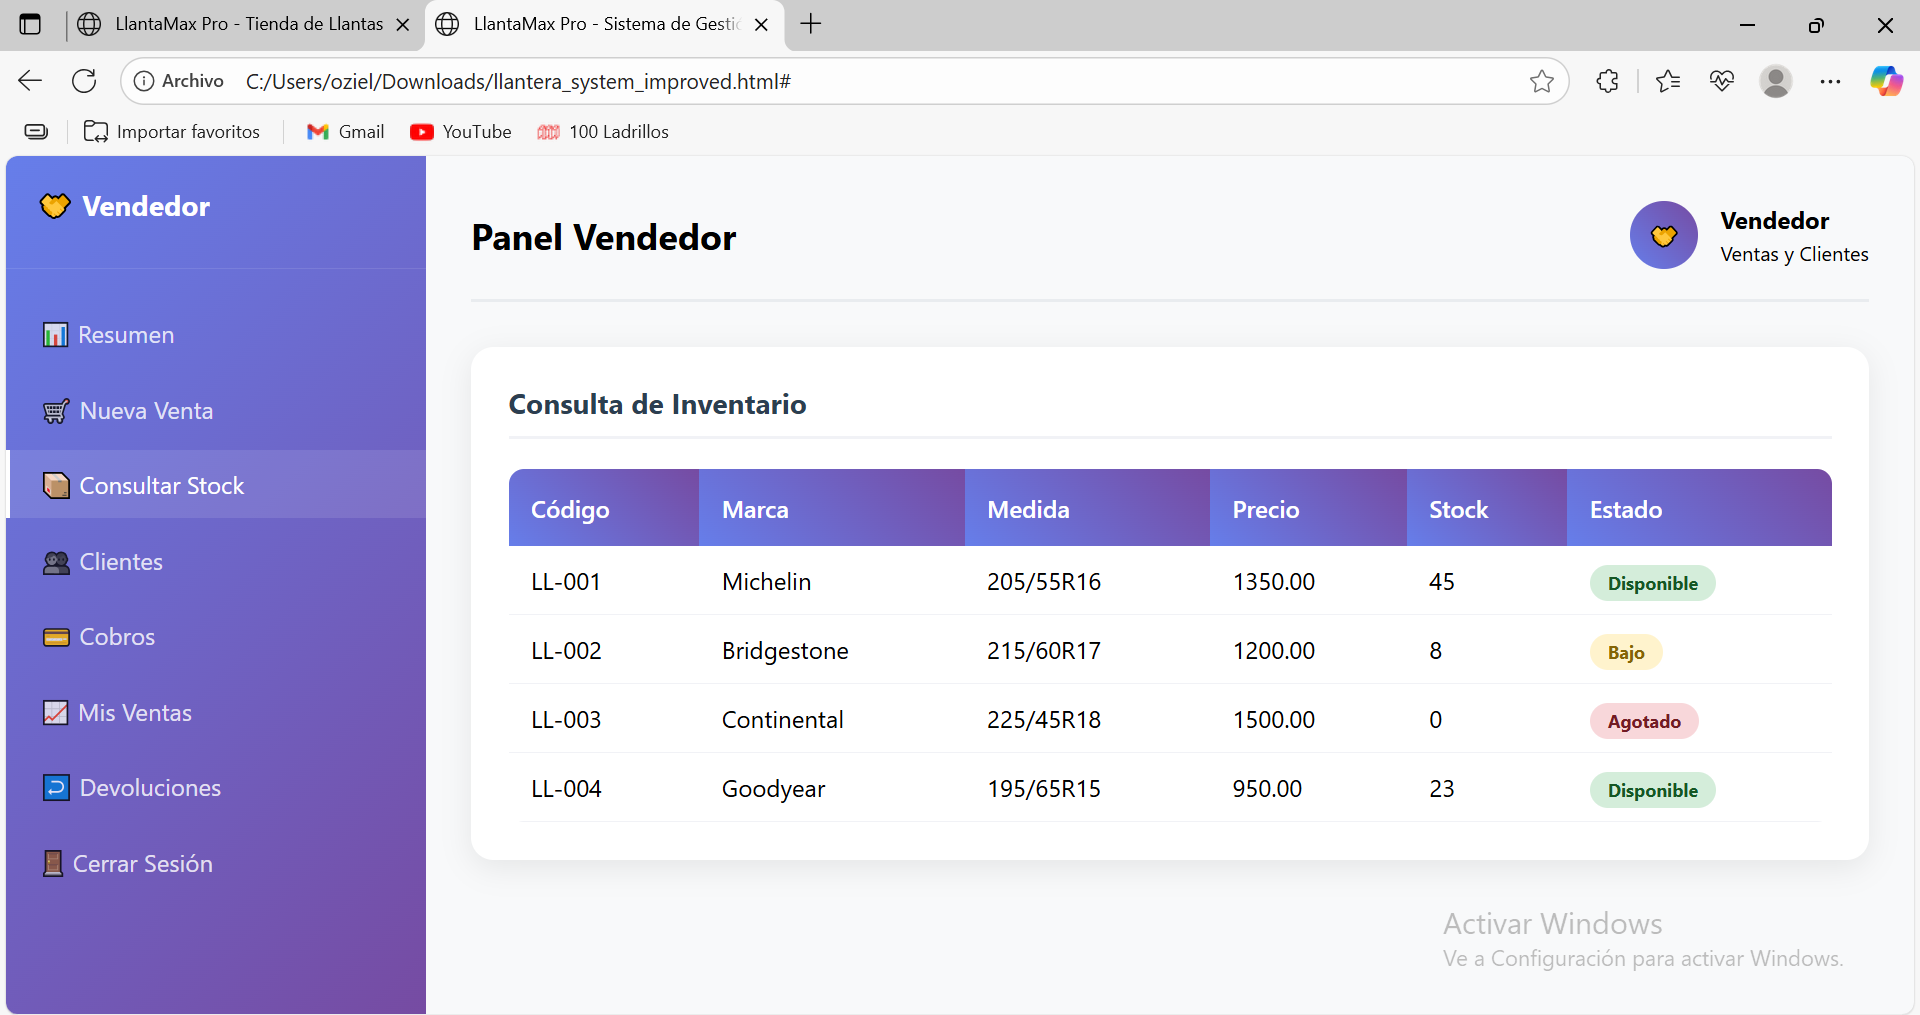 LlantaMax Pro - Tienda de Llantas
LlantaMax Pro - Sistema de Gestió
Archivo
C:/Users/oziel/Downloads/llantera_system_improved.html#
Importar favoritos
Gmail
YouTube
100 Ladrillos
Vendedor
Resumen
Nueva Venta
Consultar Stock
Clientes
Cobros
Mis Ventas
Devoluciones
Cerrar Sesión
Panel Vendedor
Vendedor
Ventas y Clientes
Consulta de Inventario
Código Marca Medida Precio Stock Estado
LL-001 Michelin 205/55R16 1350.00 45 Disponible
LL-002 Bridgestone 215/60R17 1200.00 8 Bajo
LL-003 Continental 225/45R18 1500.00 0 Agotado
LL-004 Goodyear 195/65R15 950.00 23 Disponible
Activar Windows
Ve a Configuración para activar Windows.